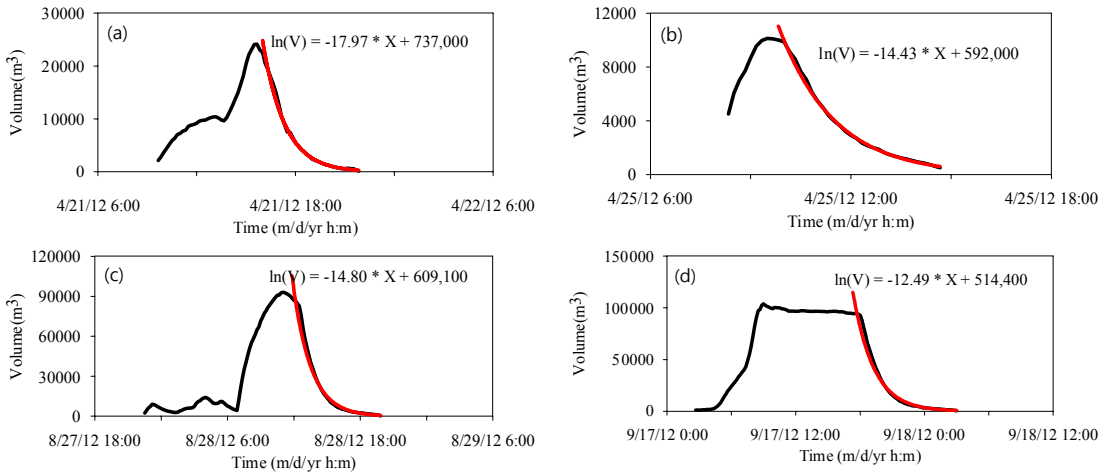 (a)
ln(V) = -17.97 * X + 737,000
30000
20000
10000
0
Volume(m³)
4/21/12 6:00
4/21/12 18:00
4/22/12 6:00
Time (m/d/yr h:m)
(b)
ln(V) = -14.43 * X + 592,000
12000
8000
4000
0
Volume(m³)
4/25/12 6:00
4/25/12 12:00
4/25/12 18:00
Time (m/d/yr h:m)
(c)
ln(V) = -14.80 * X + 609,100
120000
90000
60000
30000
0
Volume(m³)
8/27/12 18:00
8/28/12 6:00
8/28/12 18:00
8/29/12 6:00
Time (m/d/yr h:m)
(d)
ln(V) = -12.49 * X + 514,400
150000
100000
50000
0
Volume(m³)
9/17/12 0:00
9/17/12 12:00
9/18/12 0:00
9/18/12 12:00
Time (m/d/yr h:m)